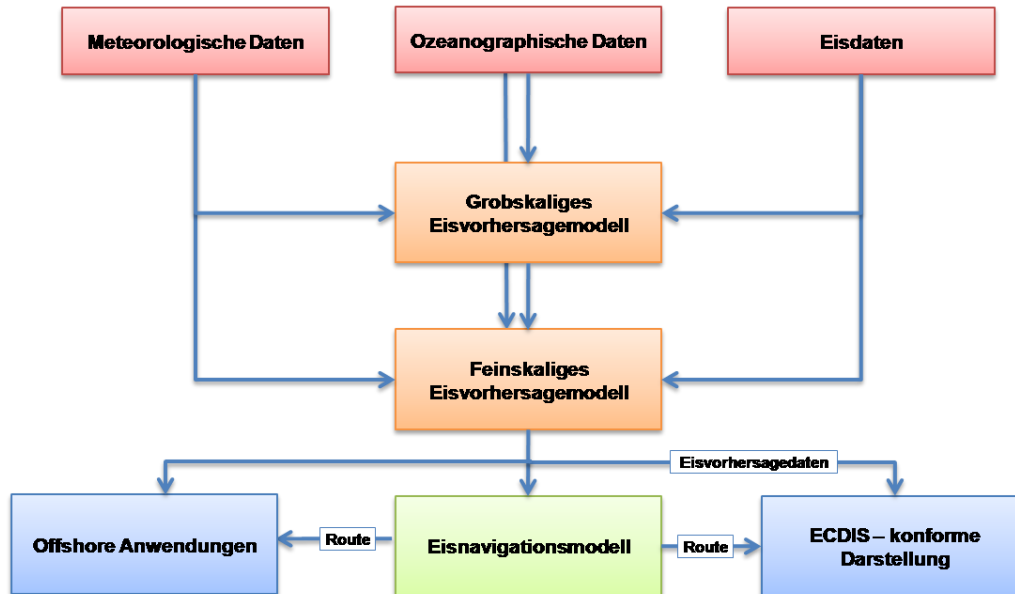 Meteorologische Daten
Ozeanographische Daten
Eisdaten
Grobskaliges
Eisvorhersagemodell
Feinskaliges
Eisvorhersagemodell
Eisvorhersagedaten
Offshore Anwendungen
Route
Eisnavigationsmodell
Route
ECDIS – konforme
Darstellung